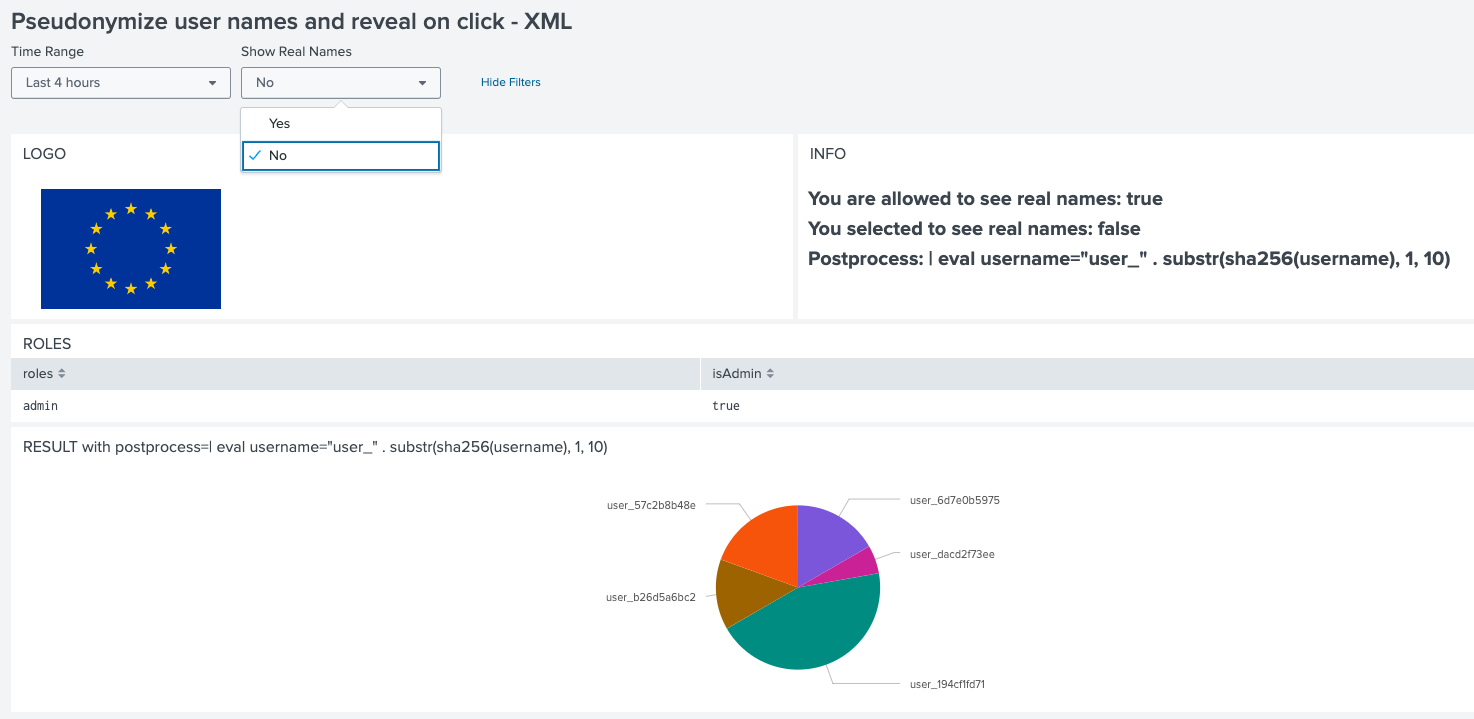 Pseudonymize user names and reveal on click - XML
Time Range
Show Real Names
Last 4 hours
No
Hide Filters
Yes
No
LOGO
INFO
You are allowed to see real names: true
You selected to see real names: false
Postprocess: | eval username="user_" . substr(sha256(username), 1, 10)
ROLES
roles
isAdmin
admin
true
RESULT with postprocess=| eval username="user_" . substr(sha256(username), 1, 10)
user_57c2b8b48e
user_6d7e0b5975
user_dacd2f73ee
user_b26d5a6bc2
user_194cf1fd71